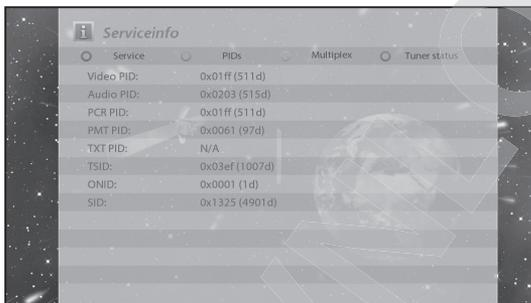 Serviceinfo
Service PIDs Multiplex Tuner status
Video PID: 0x01ff (511d)
Audio PID: 0x0203 (515d)
PCR PID: 0x01ff (511d)
PMT PID: 0x0061 (97d)
TXT PID: N/A
TSID: 0x03ef (1007d)
ONID: 0x0001 (1d)
SID: 0x1325 (4901d)